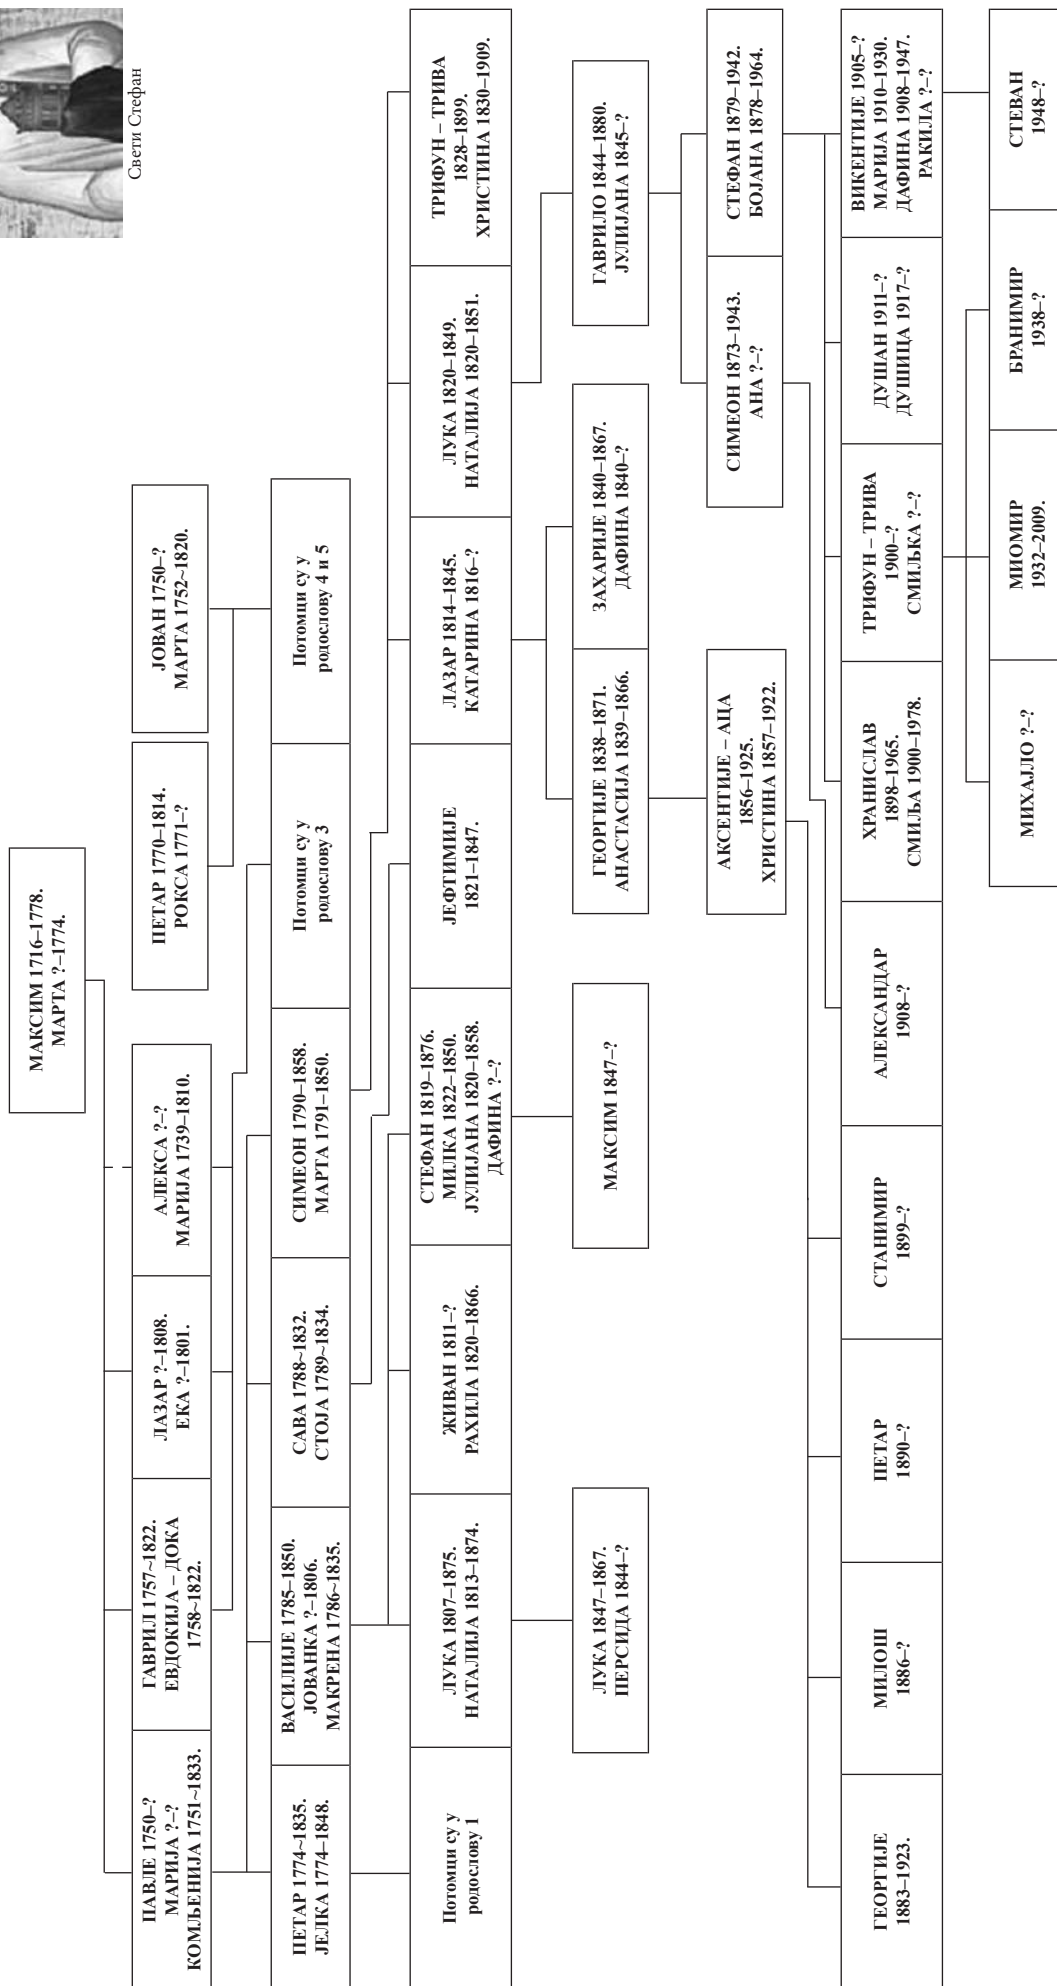 Свети Стефан
МАКСИМ 1716–1778.
МАРТА ?–1774.
ПАВЛЕ 1750–?
МАРИЈА ?–?
КОМЉЕНИЈА 1751~1833.
ГАВРИЛ 1757~1822.
ЕВДОКИЈА – ДОКА
1758~1822.
ЛАЗАР ?–1808.
ЕКА ?–1801.
АЛЕКСА ?–?
МАРИЈА 1739–1810.
ПЕТАР 1770–1814.
РОКСА 1771–?
ЈОВАН 1750–?
МАРТА 1752~1820.
ПЕТАР 1774~1835.
ЈЕЛКА 1774–1848.
ВАСИЛИЈЕ 1785–1850.
ЈОВАНКА ?–1806.
МАКРЕНА 1786~1835.
САВА 1788~1832.
СТОЈА 1789~1834.
СИМЕОН 1790–1858.
МАРТА 1791–1850.
Потомци су у
родослову 3
Потомци су у
родослову 4 и 5
Потомци су у
родослову 1
ЛУКА 1807–1875.
НАТАЛИЈА 1813–1874.
ЖИВАН 1811–?
РАХИЛА 1820–1866.
СТЕФАН 1819–1876.
МИЛКА 1822–1850.
ЈУЛИЈАНА 1820–1858.
ДАФИНА ?–?
ЈЕФТИМИЈЕ
1821–1847.
ЛАЗАР 1814–1845.
КАТАРИНА 1816–?
ЛУКА 1820–1849.
НАТАЛИЈА 1820–1851.
ТРИФУН – ТРИВА
1828–1899.
ХРИСТИНА 1830–1909.
ЛУКА 1847–1867.
ПЕРСИДА 1844–?
МАКСИМ 1847–?
ГЕОРГИЈЕ 1838–1871.
АНАСТАСИЈА 1839–1866.
ЗАХАРИЈЕ 1840–1867.
ДАФИНА 1840–?
ГАВРИЛО 1844–1880.
ЈУЛИЈАНА 1845–?
АКСЕНТИЈЕ – АЦА
1856–1925.
ХРИСТИНА 1857–1922.
СИМЕОН 1873–1943.
АНА ?–?
СТЕФАН 1879–1942.
БОЈАНА 1878–1964.
ГЕОРГИЈЕ
1883–1923.
МИЛОШ
1886–?
ПЕТАР
1890–?
СТАНИМИР
1899–?
АЛЕКСАНДАР
1908–?
ХРАНИСЛАВ
1898–1965.
СМИЉА 1900–1978.
ТРИФУН – ТРИВА
1900–?
СМИЉКА ?–?
ДУШАН 1911–?
ДУШИЦА 1917–?
ВИКЕНТИЈЕ 1905–?
МАРИЈА 1910–1930.
ДАФИНА 1908–1947.
РАКИЛА ?–?
МИХАЈЛО ?–?
МИОМИР
1932–2009.
БРАНИМИР
1938–?
СТЕВАН
1948–?